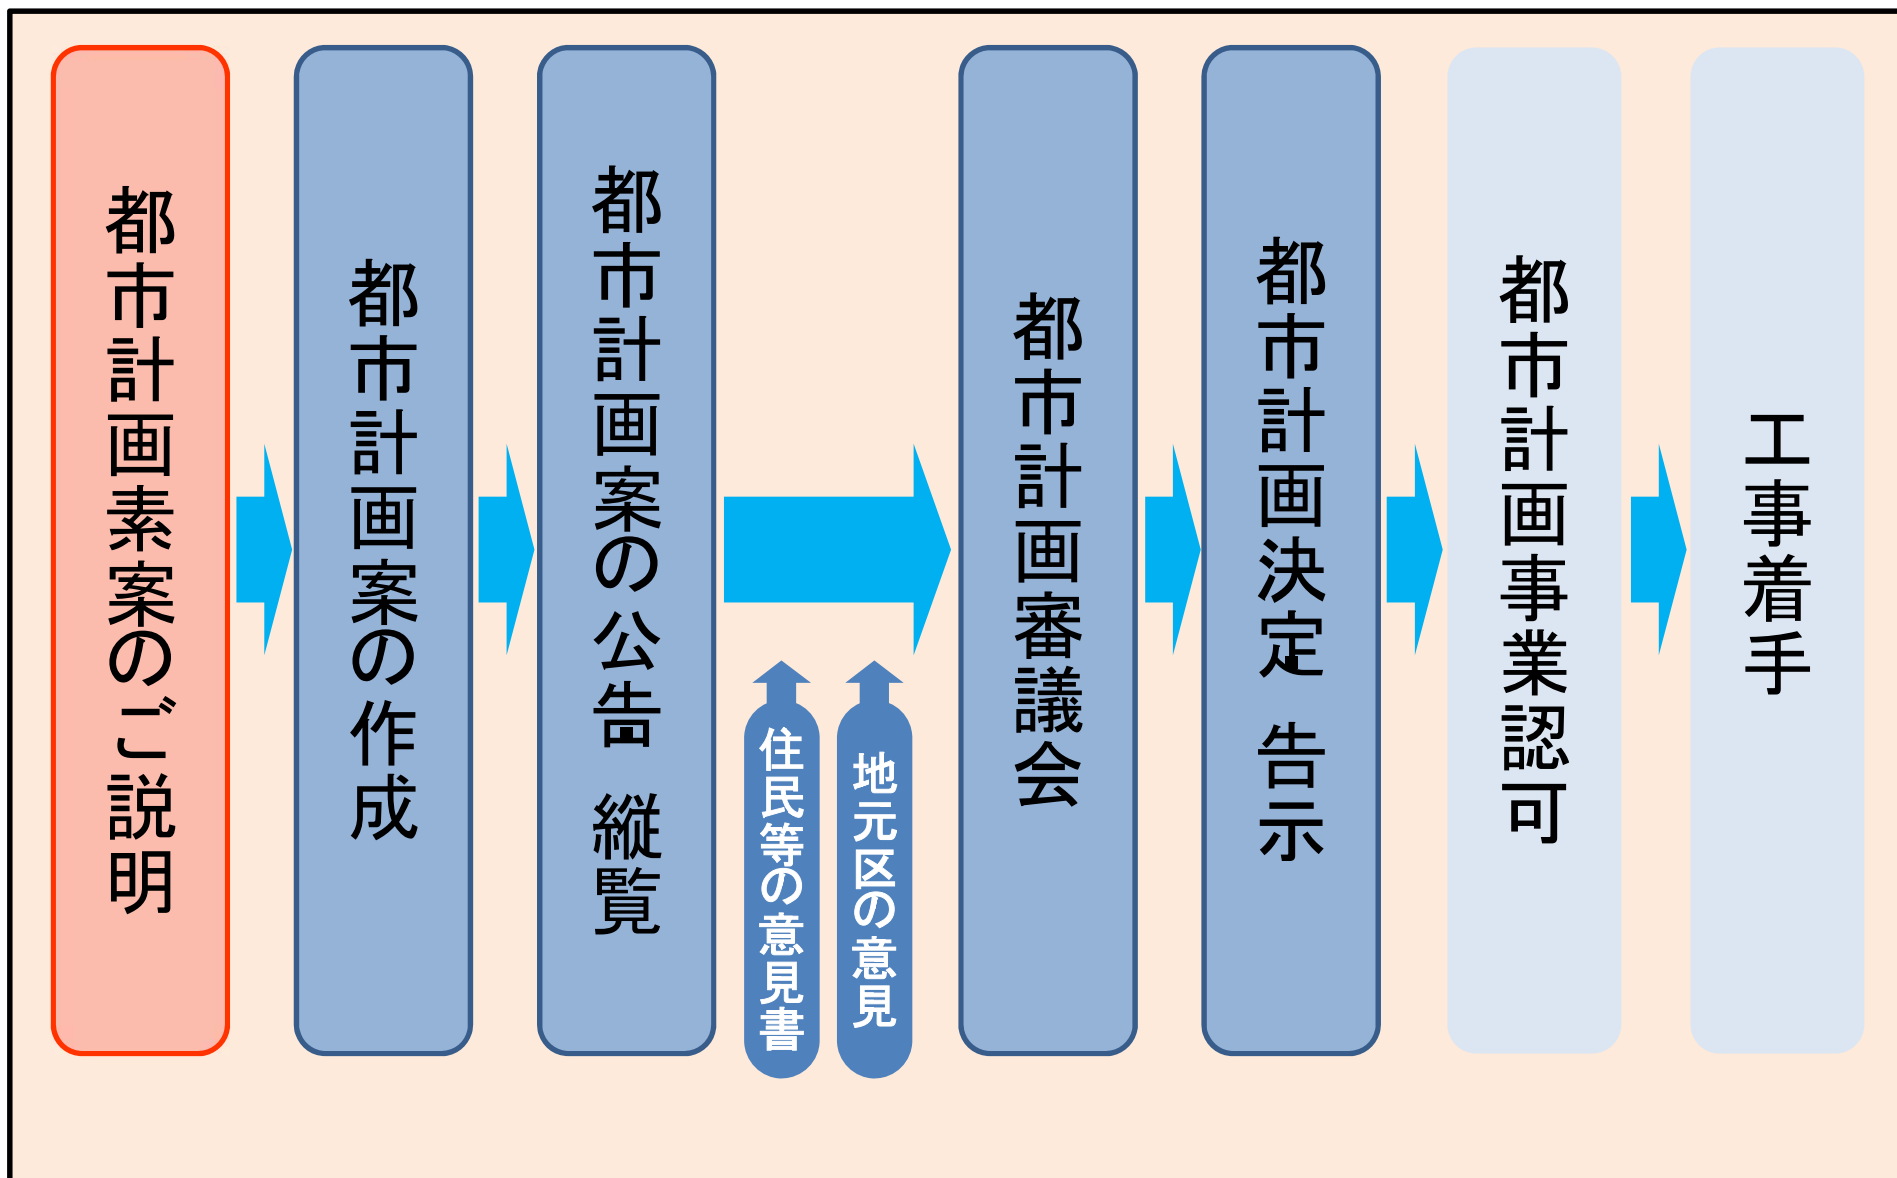 都市計画素案のご説明
都市計画案の作成
都市計画案の公告 縦覧
住民等の意見書
地元区の意見
都市計画審議会
都市計画決定 告示
都市計画事業認可
工事着手